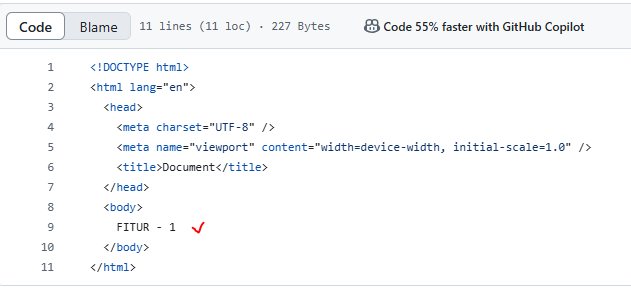 Code Blame 11 lines (11 loc) · 227 Bytes Code 55% faster with GitHub Copilot
1 <!DOCTYPE html>
2 <html lang="en">
3 <head>
4 <meta charset="UTF-8" />
5 <meta name="viewport" content="width=device-width, initial-scale=1.0" />
6 <title>Document</title>
7 </head>
8 <body>
9 FITUR - 1
10 </body>
11 </html>